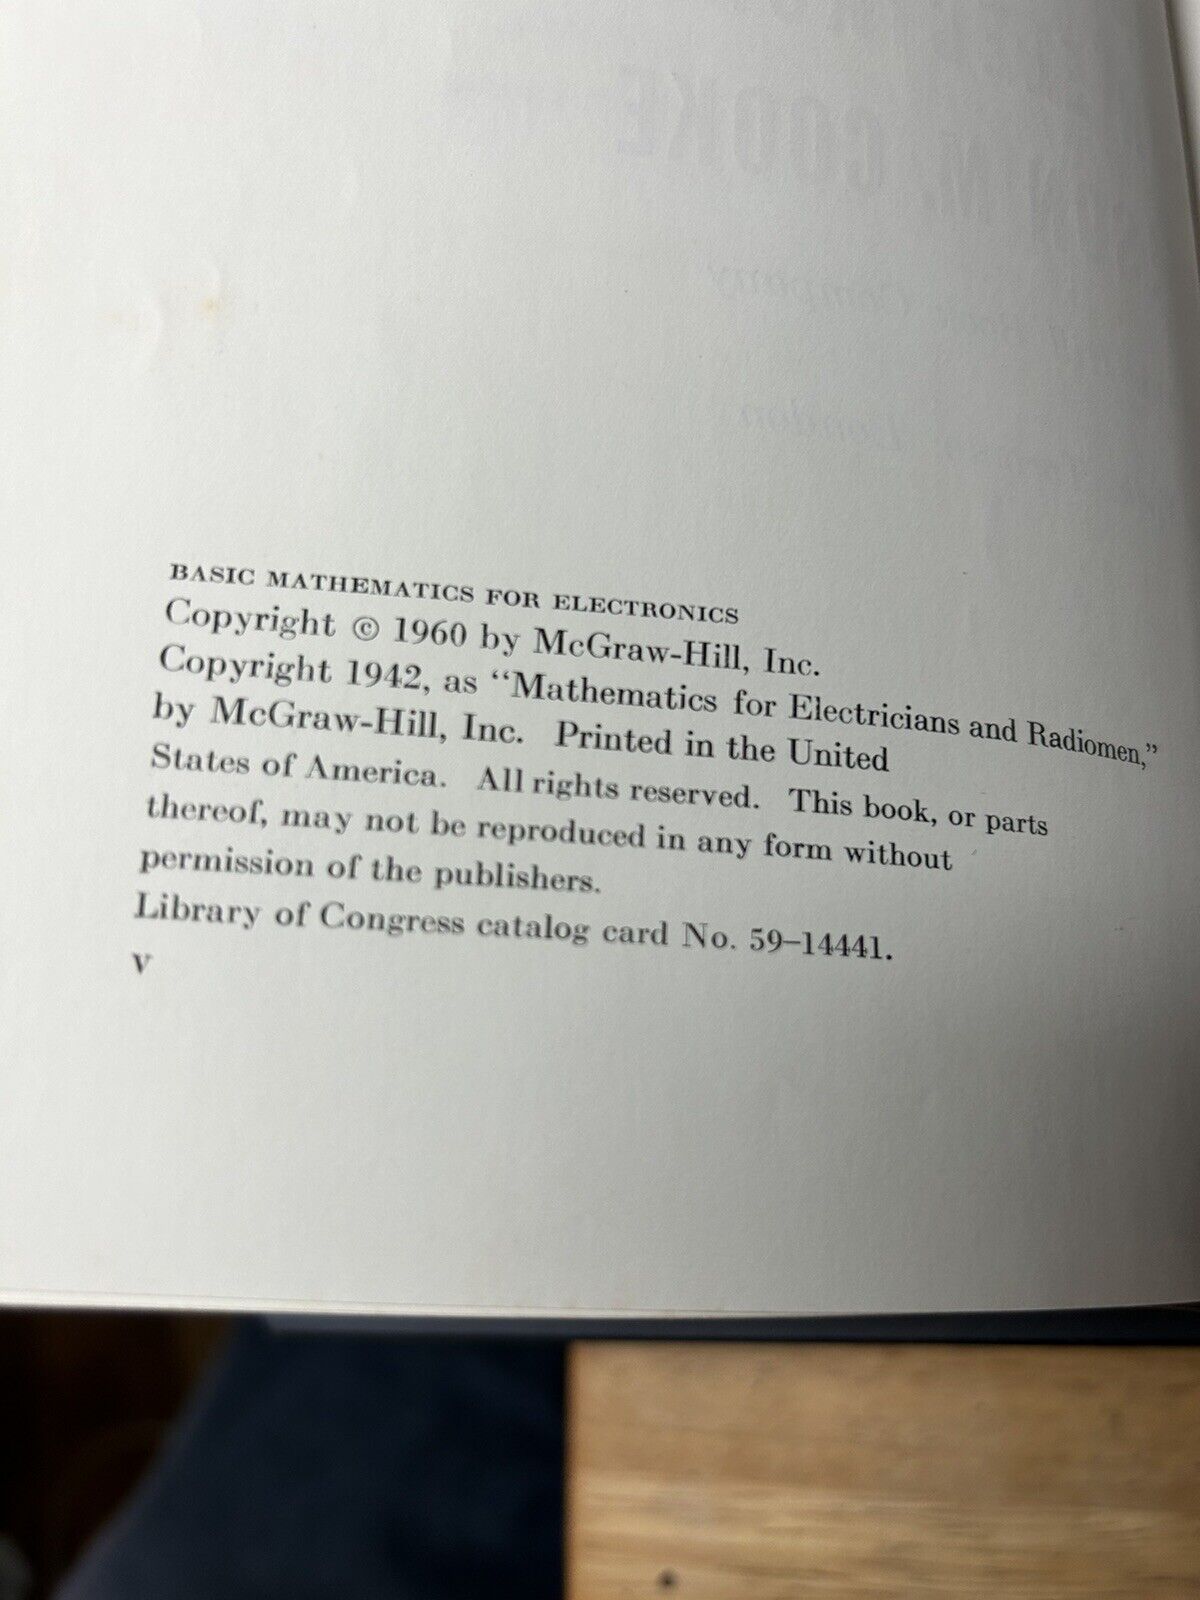 COOKE
Company
London
BASIC MATHEMATICS FOR ELECTRONICS
Copyright © 1960 by McGraw-Hill, Inc.
Copyright 1942, as “Mathematics for Electricians and Radiomen,”
by McGraw-Hill, Inc. Printed in the United
States of America. All rights reserved. This book, or parts
thereof, may not be reproduced in any form without
permission of the publishers.
Library of Congress catalog card No. 59–14441.
V